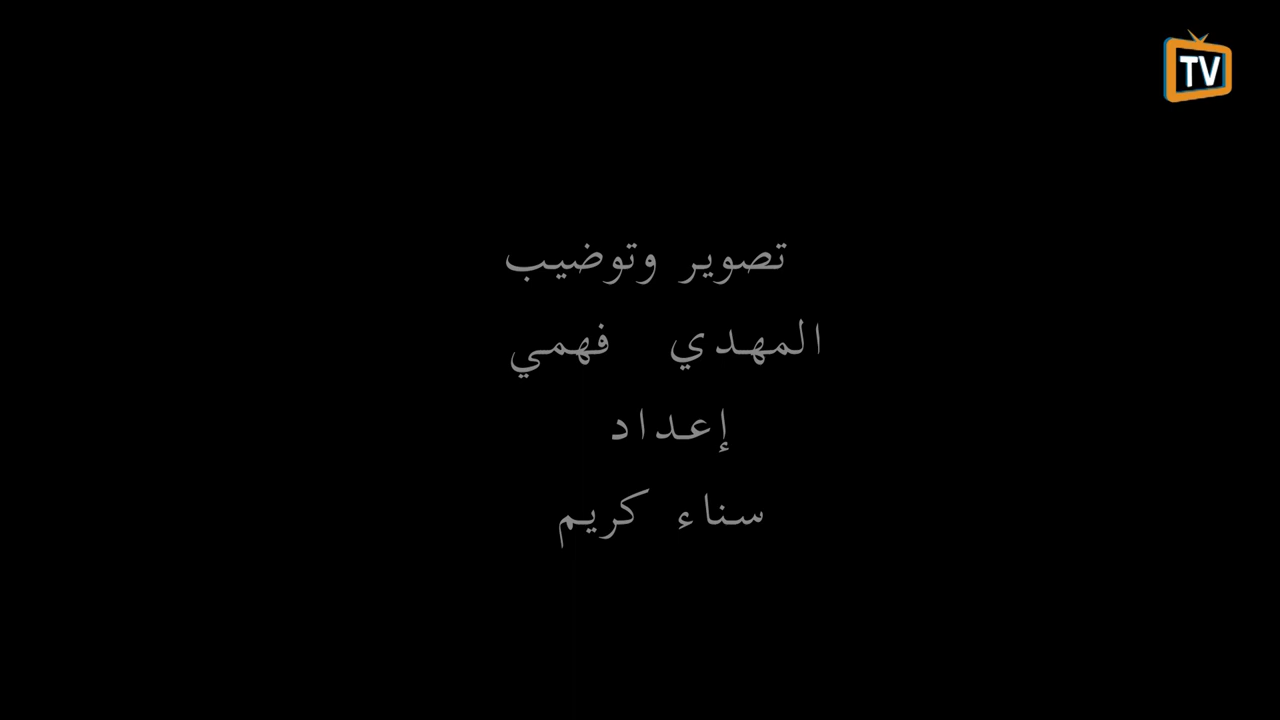 TV
تصوير وتوضيب
المهدي فهمي
إعداد
سناء كريم